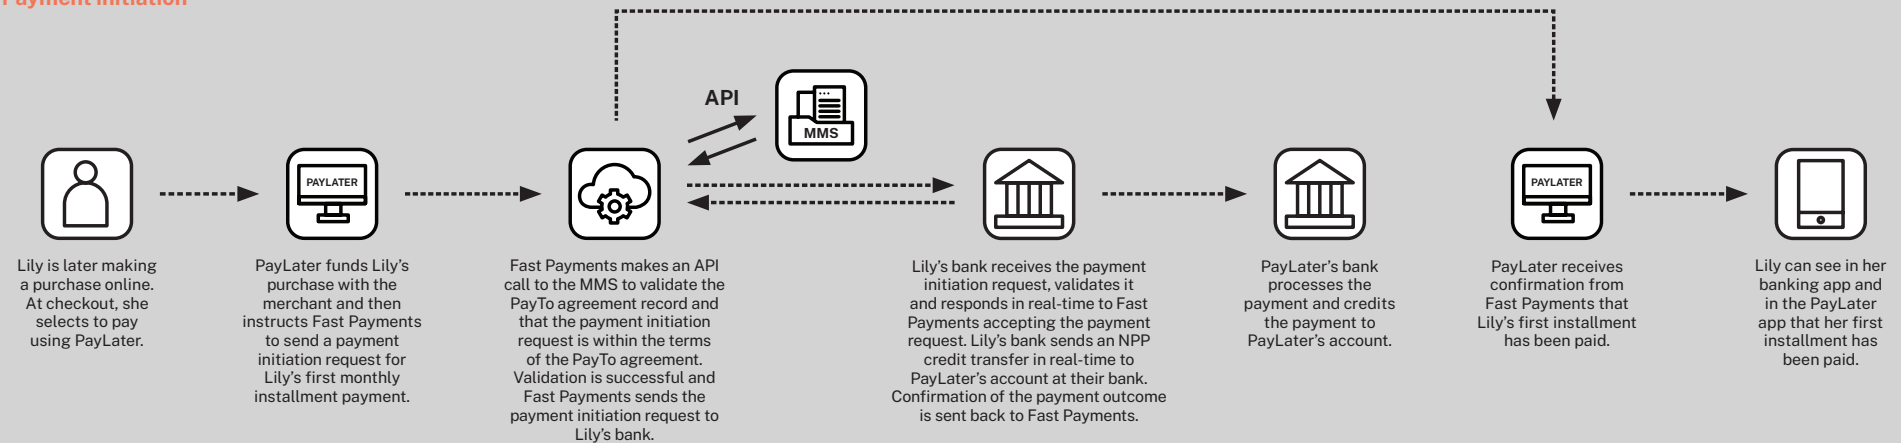 Payment initiation
API
MMS
PAYLATER
PAYLATER
Lily is later making
a purchase online.
At checkout, she
selects to pay
using PayLater.
PayLater funds Lily’s
purchase with the
merchant and then
instructs Fast Payments
to send a payment
initiation request for
Lily’s first monthly
installment payment.
Fast Payments makes an API
call to the MMS to validate the
PayTo agreement record and
that the payment initiation
request is within the terms
of the PayTo agreement.
Validation is successful and
Fast Payments sends the
payment initiation request to
Lily’s bank.
Lily’s bank receives the payment
initiation request, validates it
and responds in real-time to Fast
Payments accepting the payment
request. Lily’s bank sends an NPP
credit transfer in real-time to
PayLater’s account at their bank.
Confirmation of the payment outcome
is sent back to Fast Payments.
PayLater’s bank
processes the
payment and credits
the payment to
PayLater’s account.
PayLater receives
confirmation from
Fast Payments that
Lily’s first installment
has been paid.
Lily can see in her
banking app and
in the PayLater
app that her first
installment has
been paid.